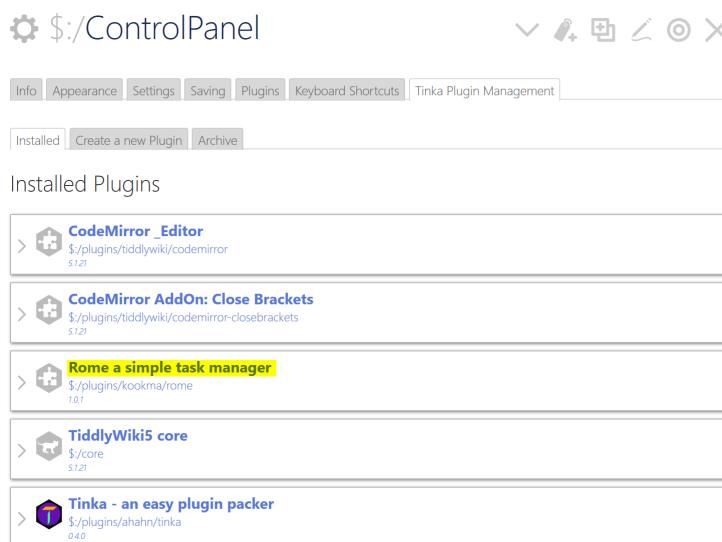 $:/ControlPanel
Info Appearance Settings Saving Plugins Keyboard Shortcuts Tinka Plugin Management
Installed Create a new Plugin Archive
Installed Plugins
CodeMirror _Editor
$:/plugins/tiddlywiki/codemirror
5.1.21
CodeMirror AddOn: Close Brackets
$:/plugins/tiddlywiki/codemirror-closebrackets
5.1.21
Rome a simple task manager
$:/plugins/kookma/rome
1.0.1
TiddlyWiki5 core
$:/core
5.1.21
Tinka - an easy plugin packer
$:/plugins/ahahn/tinka
0.4.0